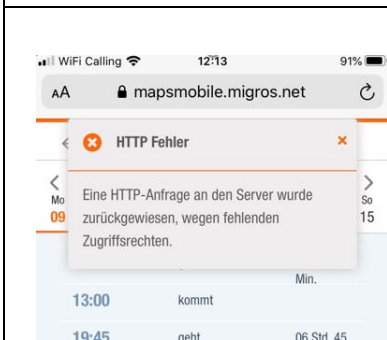 WiFi Calling 12:13 91%
AA mapsmobile.migros.net
HTTP Fehler
Eine HTTP-Anfrage an den Server wurde
zurückgewiesen, wegen fehlenden
Zugriffsrechten.
Mo So
09 15
Min.
13:00 kommt
19:45 geht 06 Std. 45